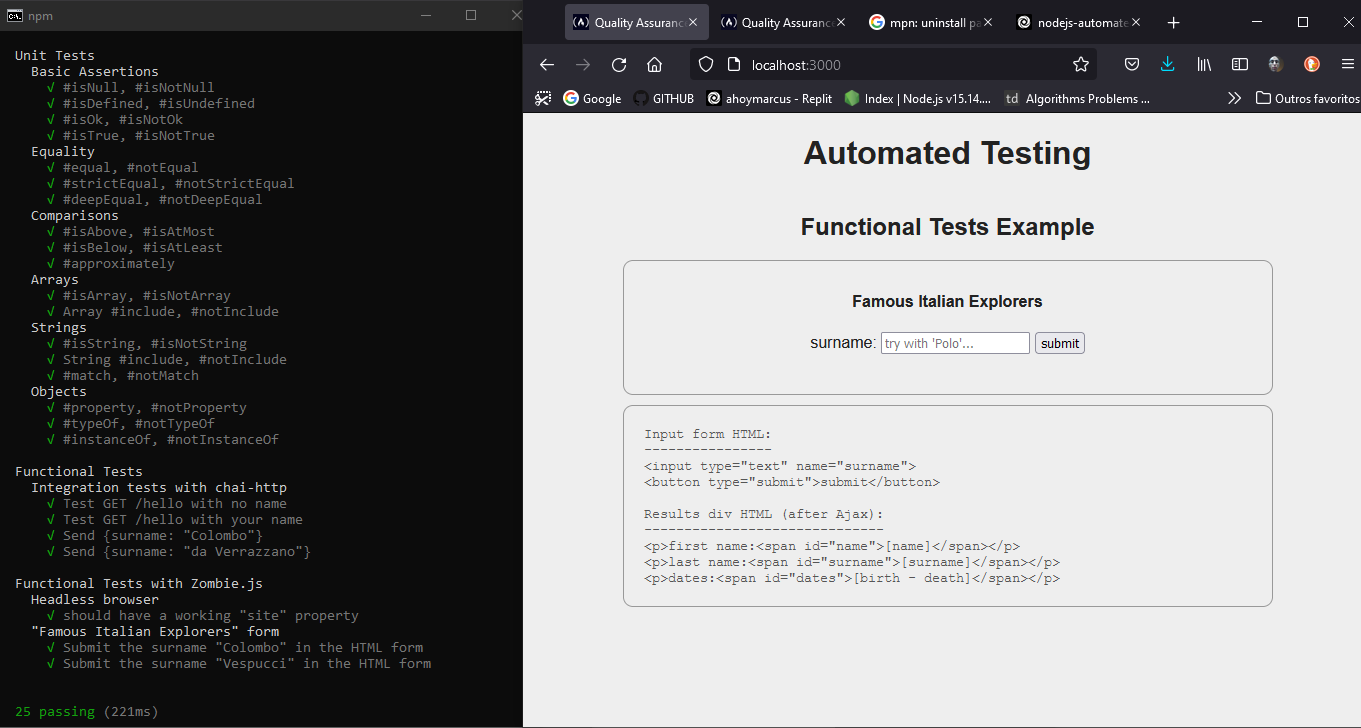 npm
Unit Tests
Basic Assertions
√ #isNull, #isNotNull
√ #isDefined, #isUndefined
√ #isOk, #isNotOk
√ #isTrue, #isNotTrue
Equality
√ #equal, #notEqual
√ #strictEqual, #notStrictEqual
√ #deepEqual, #notDeepEqual
Comparisons
√ #isAbove, #isAtMost
√ #isBelow, #isAtLeast
√ #approximately
Arrays
√ #isArray, #isNotArray
√ Array #include, #notInclude
Strings
√ #isString, #isNotString
√ String #include, #notInclude
√ #match, #notMatch
Objects
√ #property, #notProperty
√ #typeOf, #notTypeOf
√ #instanceOf, #notInstanceOf
Functional Tests
Integration tests with chai-http
√ Test GET /hello with no name
√ Test GET /hello with your name
√ Send {surname: "Colombo"}
√ Send {surname: "da Verrazzano"}
Functional Tests with Zombie.js
Headless browser
√ should have a working "site" property
"Famous Italian Explorers" form
√ Submit the surname "Colombo" in the HTML form
√ Submit the surname "Vespucci" in the HTML form
25 passing (221ms)
Quality Assurance Quality Assurance mpn: uninstall pa nodejs-automate
localhost:3000
Google GITHUB ahoymarcus - Replit Index | Node.js v15.14.... td Algorithms Problems ... Outros favoritos
Automated Testing
Functional Tests Example
Famous Italian Explorers
surname: try with 'Polo'... submit
Input form HTML:
----------------
<input type="text" name="surname">
<button type="submit">submit</button>
Results div HTML (after Ajax):
------------------------------
<p>first name:<span id="name">[name]</span></p>
<p>last name:<span id="surname">[surname]</span></p>
<p>dates:<span id="dates">[birth - death]</span></p>